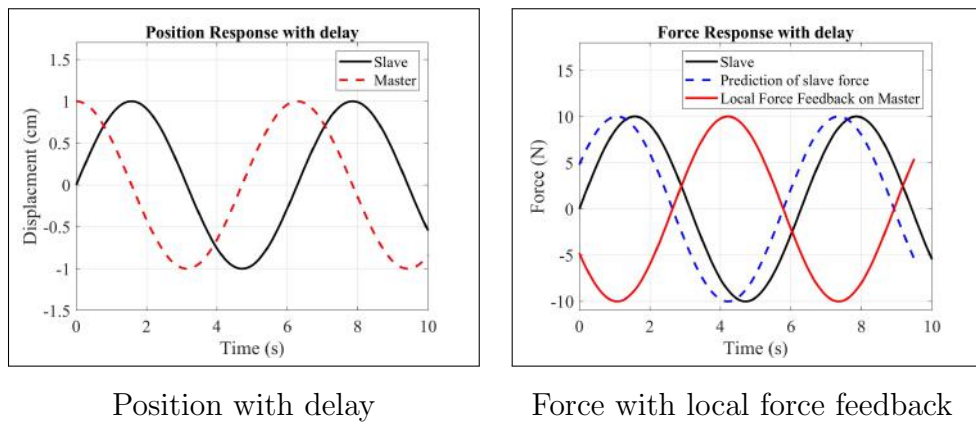 Position Response with delay
Slave
Master
1.5
1
0.5
0
-0.5
-1
-1.5
Displacment (cm)
0 2 4 6 8 10
Time (s)
Position with delay
Force Response with delay
Slave
Prediction of slave force
Local Force Feedback on Master
15
10
5
0
-5
-10
Force (N)
0 2 4 6 8 10
Time (s)
Force with local force feedback